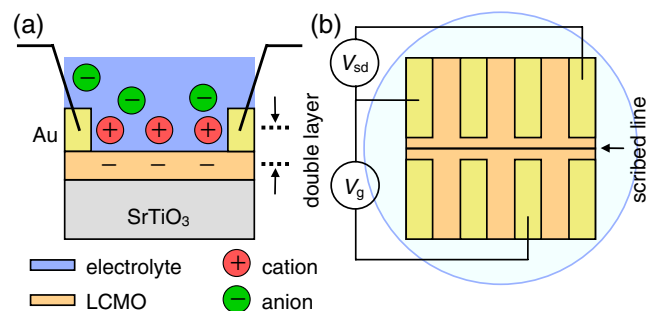 (a)
(b)
Au
− − −
+ + +
− − −
double layer
SrTiO₃
electrolyte
LCMO
+ cation
− anion
Vsd
Vg
scribed line